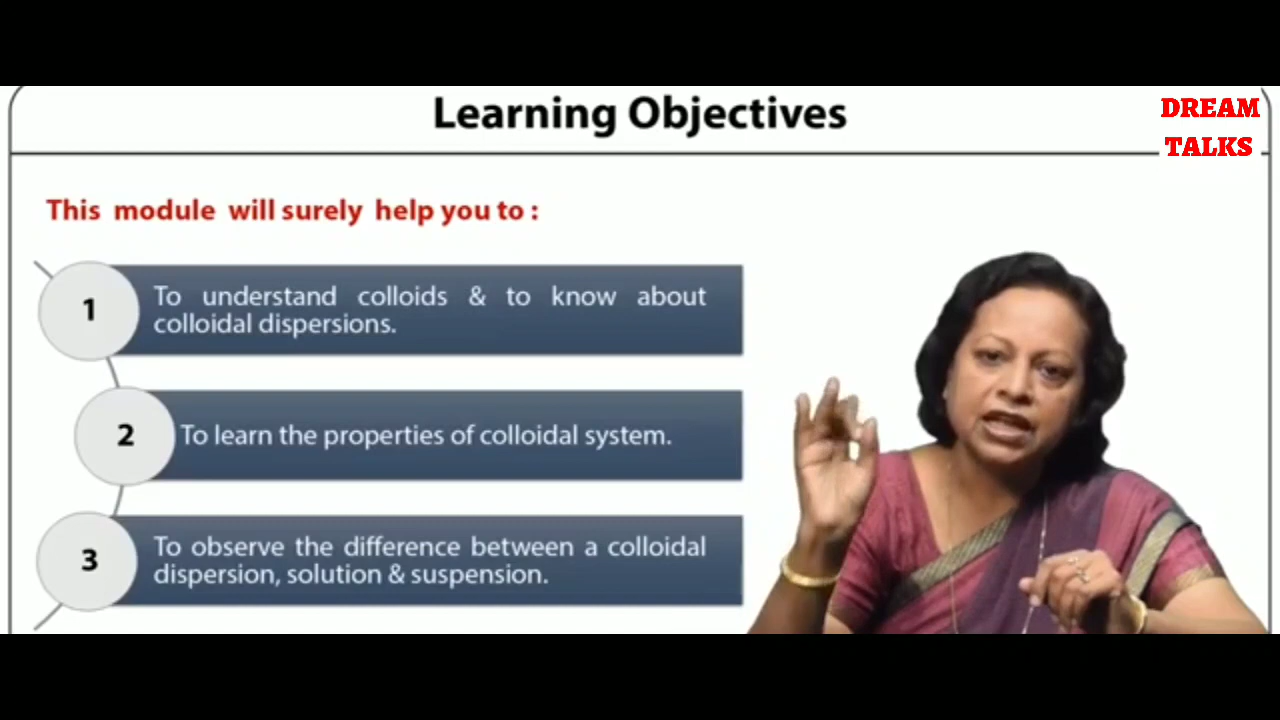 Learning Objectives
DREAM
TALKS
This module will surely help you to :
1
To understand colloids & to know about
colloidal dispersions.
2
To learn the properties of colloidal system.
3
To observe the difference between a colloidal
dispersion, solution & suspension.